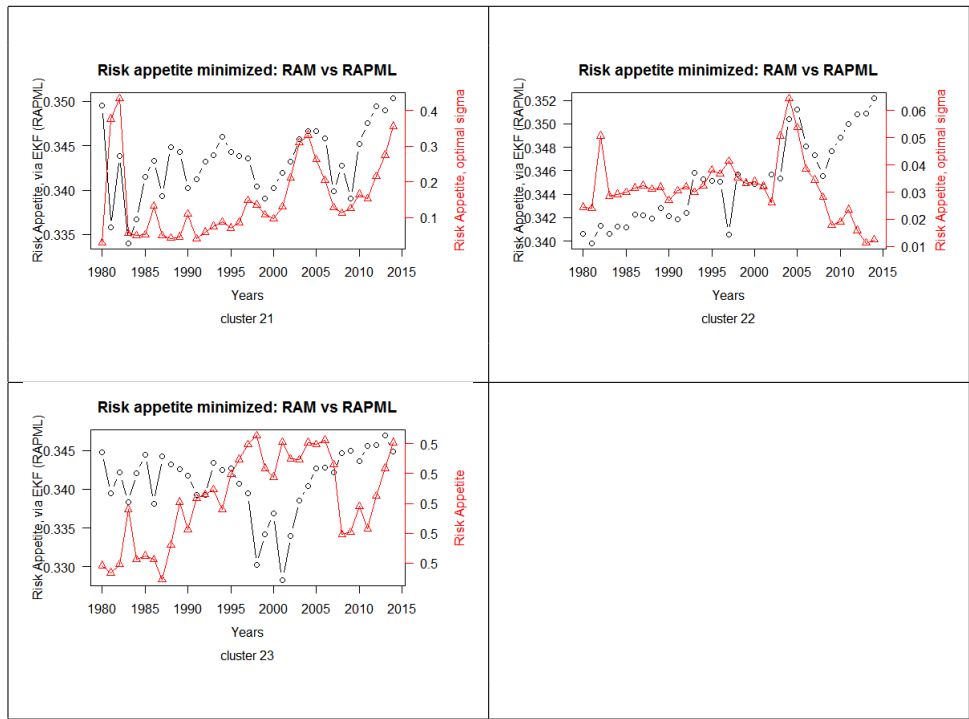 Risk appetite minimized: RAM vs RAPML
Risk Appetite, via EKF (RAPML)
0.350
0.345
0.340
0.335
0.4
0.3
0.2
0.1
Risk Appetite, optimal sigma
1980 1985 1990 1995 2000 2005 2010 2015
Years
cluster 21
Risk appetite minimized: RAM vs RAPML
Risk Appetite, via EKF (RAPML)
0.352
0.350
0.348
0.346
0.344
0.342
0.340
0.06
0.05
0.04
0.03
0.02
0.01
Risk Appetite, optimal sigma
1980 1985 1990 1995 2000 2005 2010 2015
Years
cluster 22
Risk appetite minimized: RAM vs RAPML
Risk Appetite, via EKF (RAPML)
0.345
0.340
0.335
0.330
0.5
0.5
0.5
0.5
0.5
Risk Appetite
1980 1985 1990 1995 2000 2005 2010 2015
Years
cluster 23